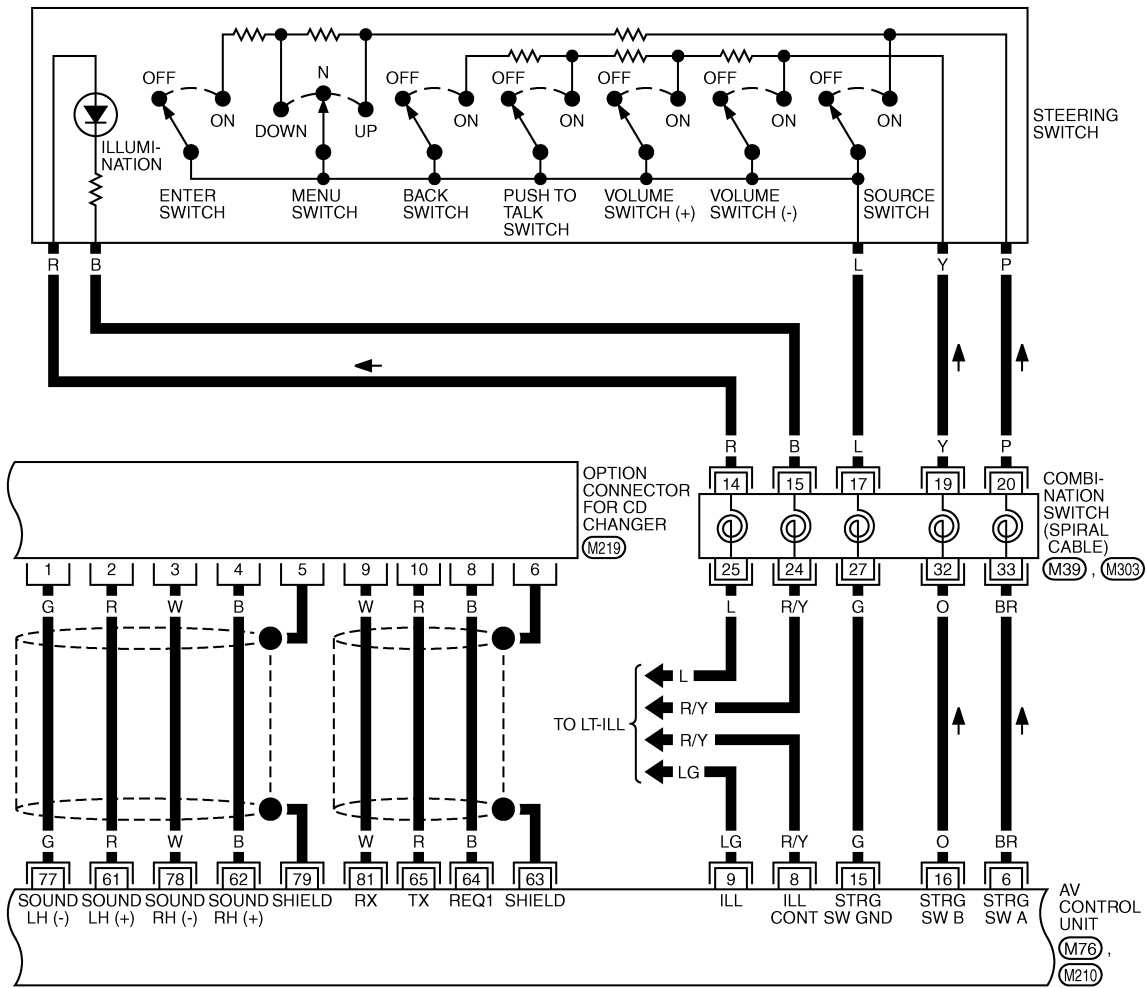 N
OFF
OFF
OFF
OFF
OFF
OFF
ON
DOWN
UP
ON
ON
ON
ON
ON
ILLUMI-
NATION
STEERING
SWITCH
ENTER
SWITCH
MENU
SWITCH
BACK
SWITCH
PUSH TO
TALK
SWITCH
VOLUME
SWITCH (+)
VOLUME
SWITCH (-)
SOURCE
SWITCH
R
B
L
Y
P
R
B
L
Y
P
14
15
17
19
20
COMBI-
NATION
SWITCH
(SPIRAL
CABLE)
M39 , M303
OPTION
CONNECTOR
FOR CD
CHANGER
M219
25
24
27
32
33
1
2
3
4
5
9
10
8
6
G
R
W
B
W
R
B
L
R/Y
G
O
BR
TO LT-ILL
L
R/Y
R/Y
LG
G
R
W
B
W
R
B
LG
R/Y
G
O
BR
77
61
78
62
79
81
65
64
63
9
8
15
16
6
SOUND
LH (-)
SOUND
LH (+)
SOUND
RH (-)
SOUND
RH (+)
SHIELD
RX
TX
REQ1
SHIELD
ILL
ILL
CONT
STRG
SW GND
STRG
SW B
STRG
SW A
AV
CONTROL
UNIT
M76 ,
M210